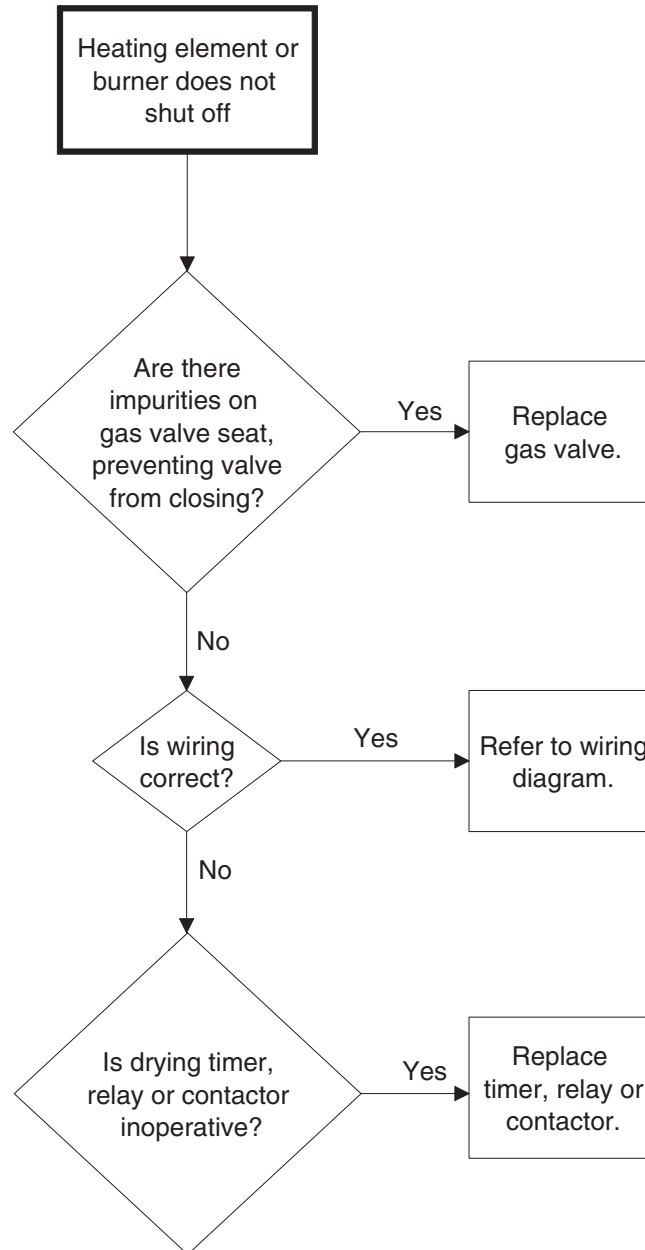 Heating element or
burner does not
shut off
Are there
impurities on
gas valve seat,
preventing valve
from closing?
Yes
Replace
gas valve.
No
Is wiring
correct?
Yes
Refer to wiring
diagram.
No
Is drying timer,
relay or contactor
inoperative?
Yes
Replace
timer, relay or
contactor.